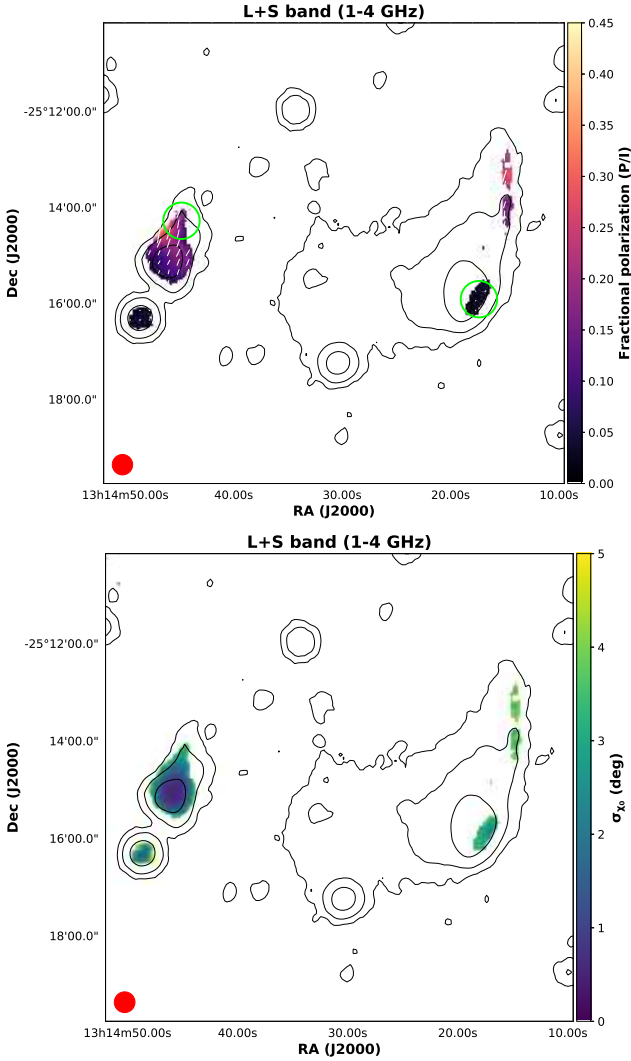 L+S band (1-4 GHz)
-25°12'00.0"
14'00.0"
16'00.0"
18'00.0"
Dec (J2000)
13h14m50.00s 40.00s 30.00s 20.00s 10.00s
RA (J2000)
0.45
0.40
0.35
0.30
0.25
0.20
0.15
0.10
0.05
0.00
Fractional polarization (P/I)
L+S band (1-4 GHz)
-25°12'00.0"
14'00.0"
16'00.0"
18'00.0"
Dec (J2000)
13h14m50.00s 40.00s 30.00s 20.00s 10.00s
RA (J2000)
5
4
3
2
1
0
σχ₀ (deg)